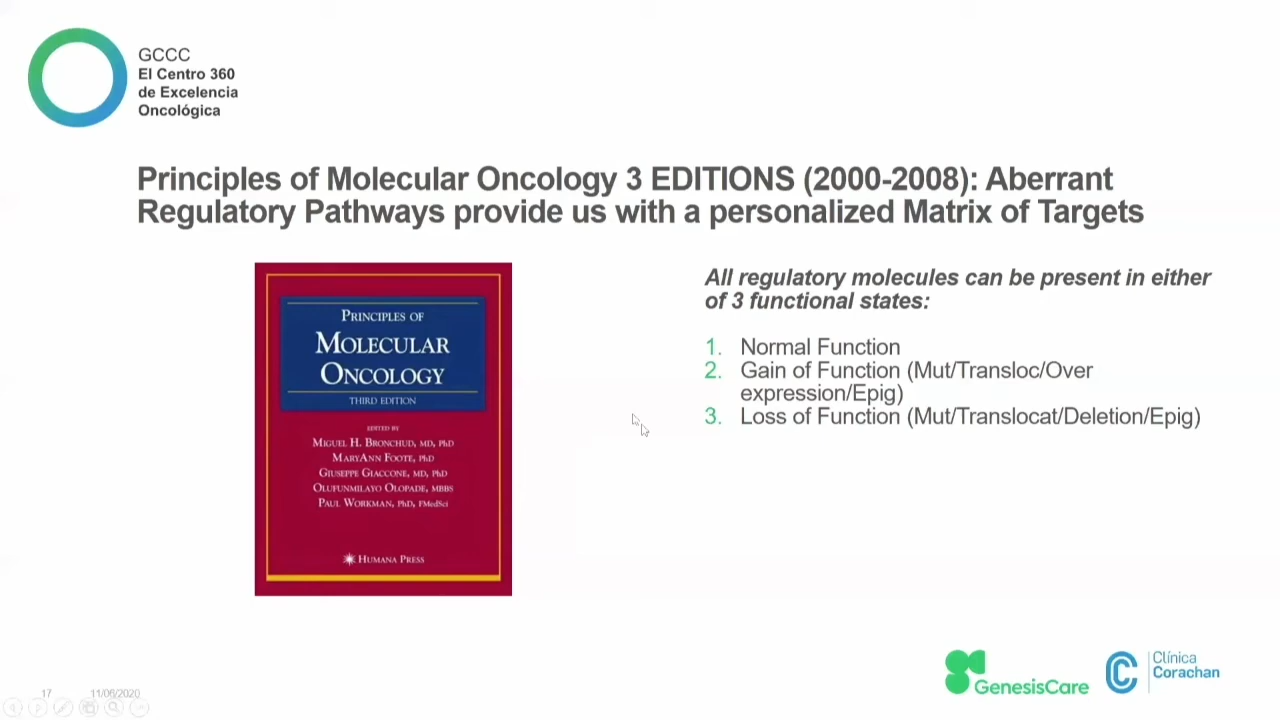 GCCC
El Centro 360
de Excelencia
Oncológica
Principles of Molecular Oncology 3 EDITIONS (2000-2008): Aberrant
Regulatory Pathways provide us with a personalized Matrix of Targets
PRINCIPLES OF
MOLECULAR
ONCOLOGY
THIRD EDITION
EDITED BY
MIGUEL H. BRONCHUD, MD, PhD
MARYANN FOOTE, PhD
GIUSEPPE GIACCONE, MD, PhD
OLUFUNMILAYO OLOPADE, MBBS
PAUL WORKMAN, PhD, FMedSci
HUMANA PRESS
All regulatory molecules can be present in either
of 3 functional states:
1. Normal Function
2. Gain of Function (Mut/Transloc/Over
expression/Epig)
3. Loss of Function (Mut/Translocat/Deletion/Epig)
GenesisCare
Clínica
Corachan
17 11/06/2020